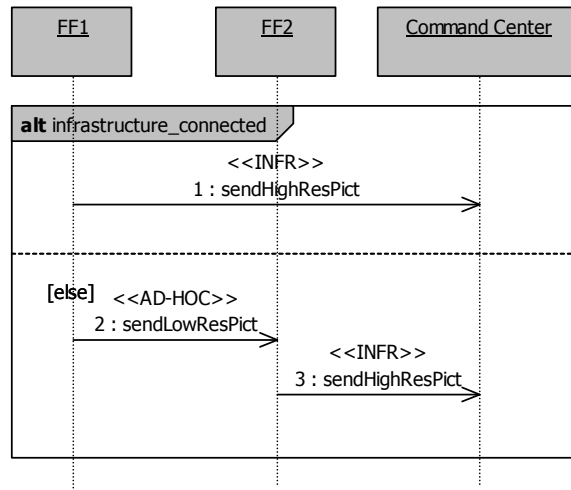 FF1
FF2
Command Center
alt infrastructure_connected
<<INFR>>
1 : sendHighResPict
[else]
<<AD-HOC>>
2 : sendLowResPict
<<INFR>>
3 : sendHighResPict